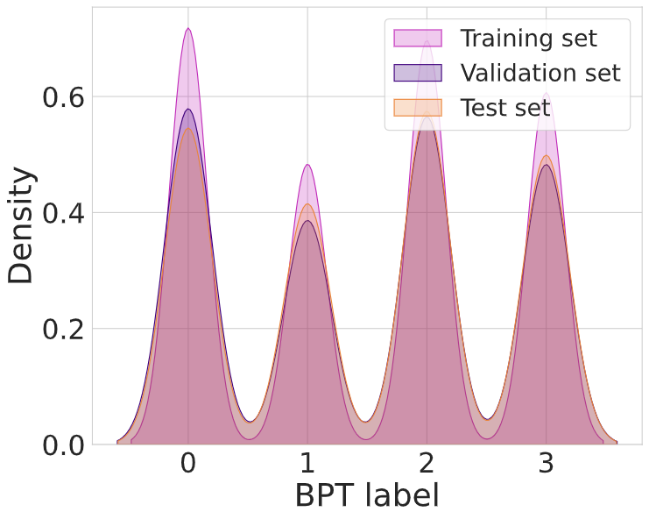 Training set
Validation set
Test set
0.6
0.4
0.2
0.0
Density
0 1 2 3
BPT label